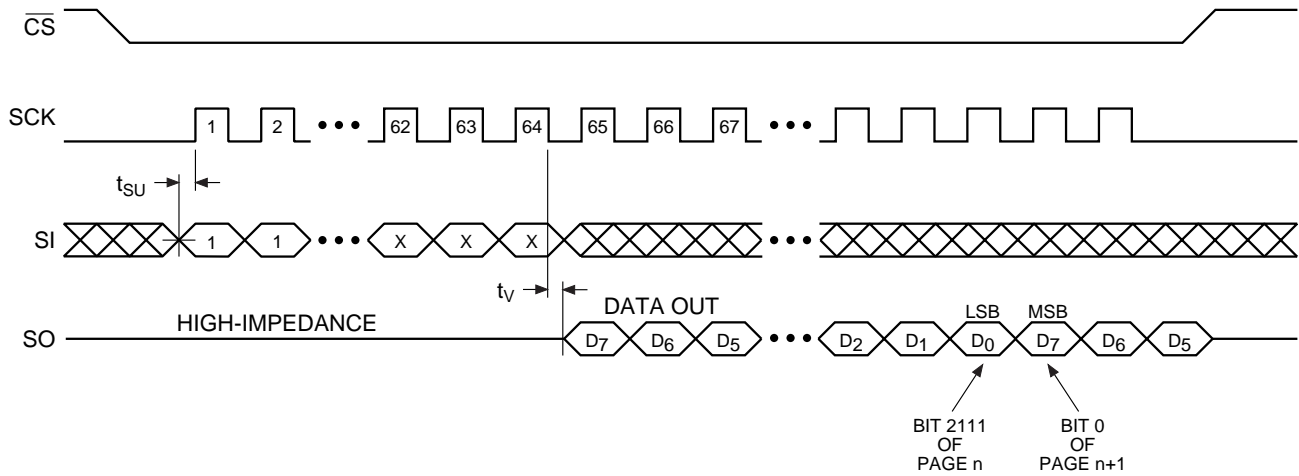 CS
SCK 1 2 ••• 62 63 64 65 66 67 •••
tSU
SI 1 1 ••• X X X •••
tV
HIGH-IMPEDANCE DATA OUT LSB MSB
SO D7 D6 D5 ••• D2 D1 D0 D7 D6 D5
BIT 2111 BIT 0
OF OF
PAGE n PAGE n+1